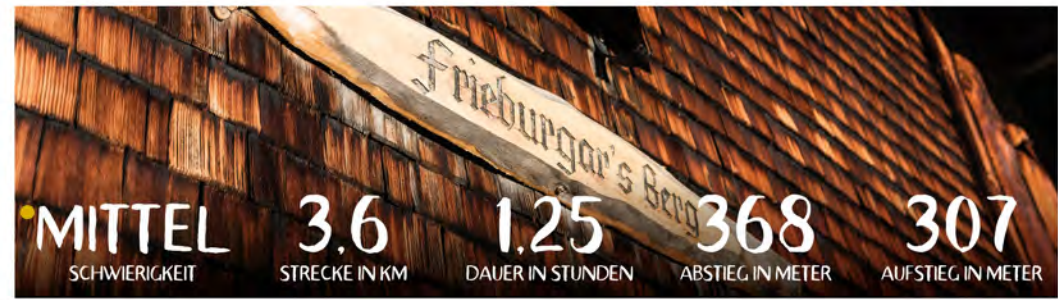 Frieburgar's Berg
MITTEL 3,6 1,25 368 307
SCHWIERIGKEIT STRECKE IN KM DAUER IN STUNDEN ABSTIEG IN METER AUFSTIEG IN METER